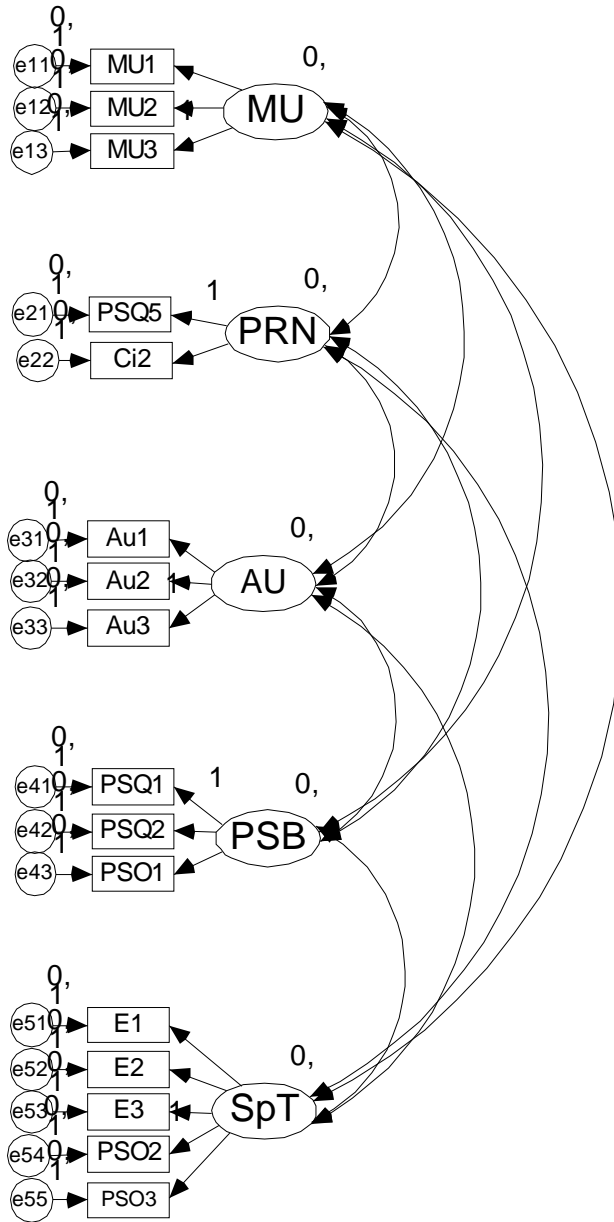 0,
1
e11 MU1 0,
0,
1
e12 MU2 1 MU
0,
1
e13 MU3
0,
1
e21 PSQ5 1 0,
0,
1
e22 Ci2 PRN
0,
1
e31 Au1 0,
0,
1
e32 Au2 1 AU
0,
1
e33 Au3
0,
1
e41 PSQ1 1 0,
0,
1
e42 PSQ2 PSB
0,
1
e43 PSO1
0,
1
e51 E1
0,
1
e52 E2 0,
0,
1
e53 E3 1 SpT
0,
1
e54 PSO2
0,
1
e55 PSO3